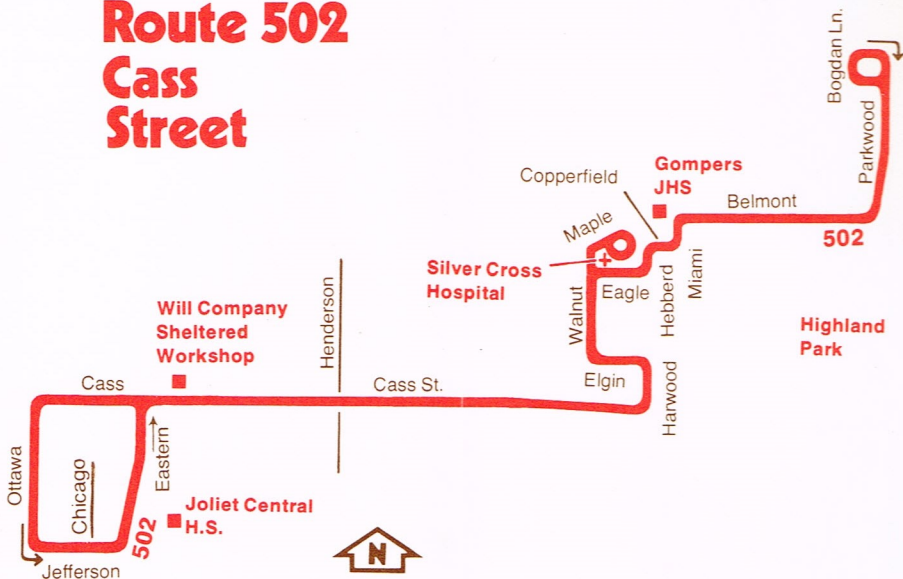 Route 502
Cass
Street
Bogdan Ln.
Parkwood
Copperfield
Gompers
JHS
Belmont
502
Maple
Silver Cross
Hospital
Eagle
Hebberd
Miami
Walnut
Highland
Park
Will Company
Sheltered
Workshop
Henderson
Cass
Cass St.
Elgin
Harwood
Ottawa
Chicago
Eastern
502
Joliet Central
H.S.
N
Jefferson